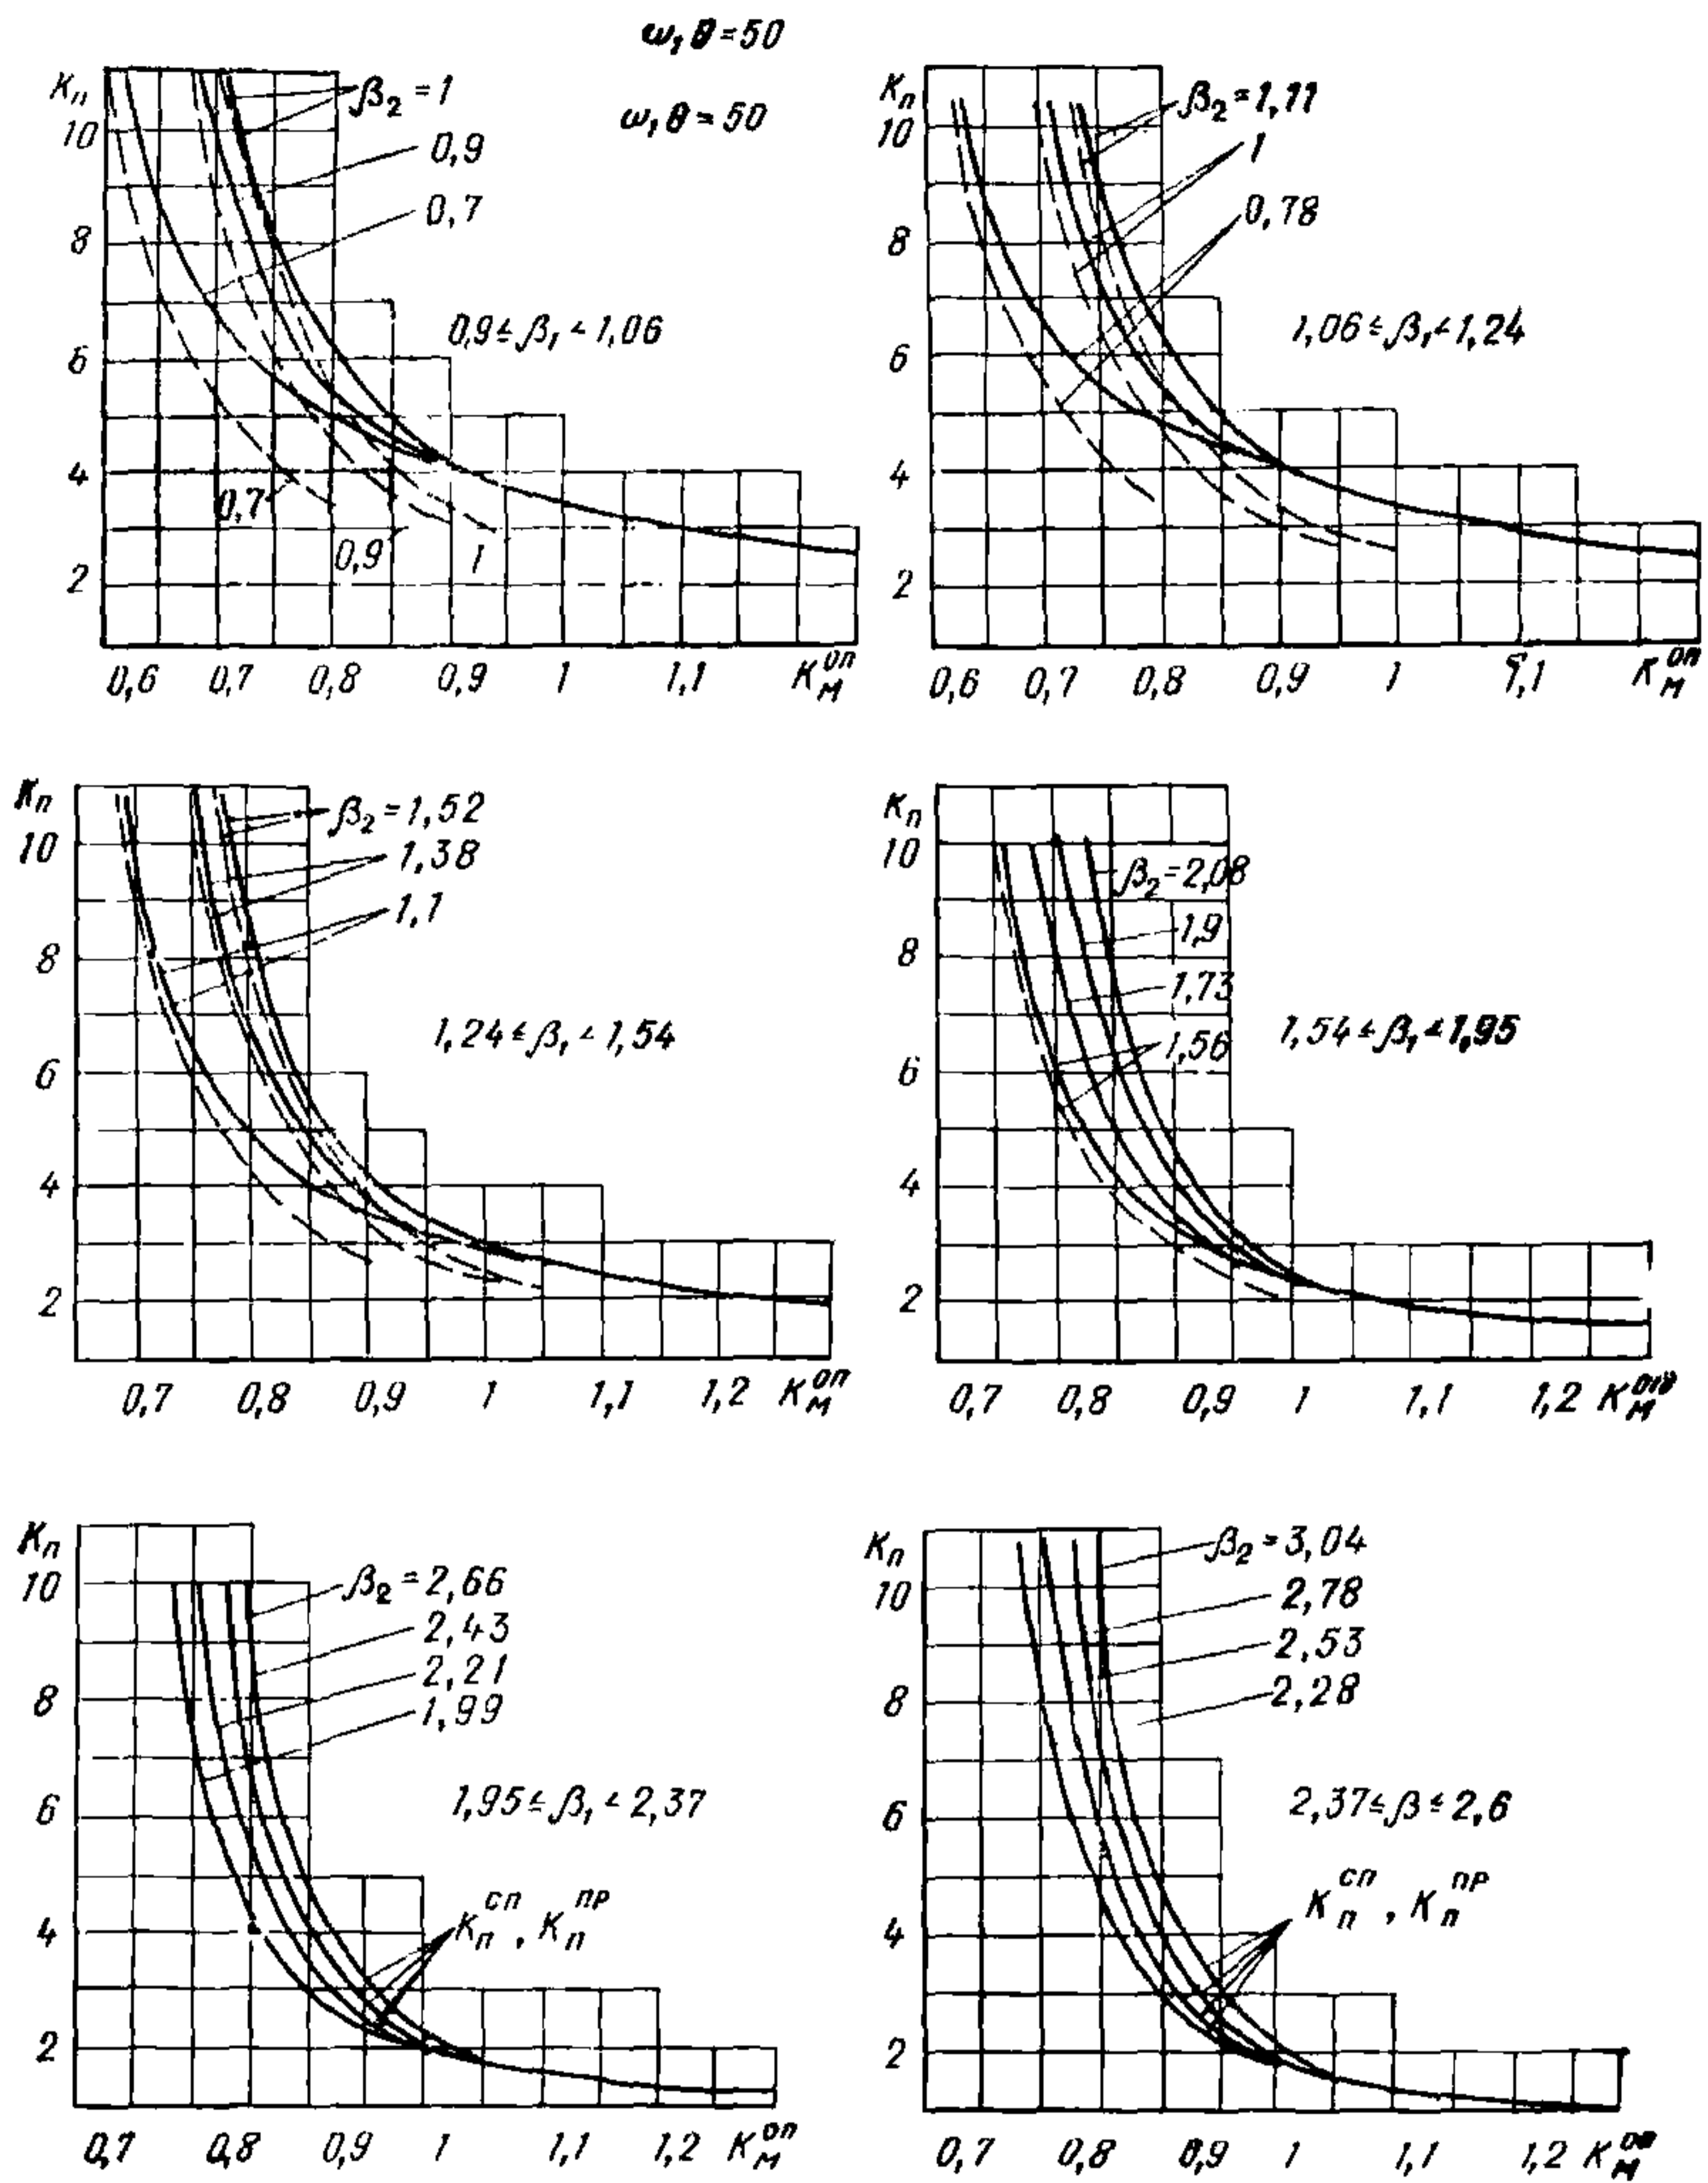 ω₁θ=50
ω₁θ=50
Kп
10
8
6
4
2
β₂=1
0,9
0,7
0,9≤β₁<1,06
0,7
0,9
1
0,6 0,7 0,8 0,9 1 1,1 Kм^оп
Kп
10
8
6
4
2
β₂=1,11
1
0,78
1,06≤β₁<1,24
0,6 0,7 0,8 0,9 1 1,1 Kм^оп
Kп
10
8
6
4
2
β₂=1,52
1,38
1,1
1,24≤β₁<1,54
0,7 0,8 0,9 1 1,1 1,2 Kм^оп
Kп
10
8
6
4
2
β₂=2,08
1,9
1,73
1,56
1,54≤β₁<1,95
0,7 0,8 0,9 1 1,1 1,2 Kм^оп
Kп
10
8
6
4
2
β₂=2,66
2,43
2,21
1,99
1,95≤β₁<2,37
Kп^сп, Kп^пр
0,7 0,8 0,9 1 1,1 1,2 Kм^оп
Kп
10
8
6
4
2
β₂=3,04
2,78
2,53
2,28
2,37≤β≤2,6
Kп^сп, Kп^пр
0,7 0,8 0,9 1 1,1 1,2 Kм^оп